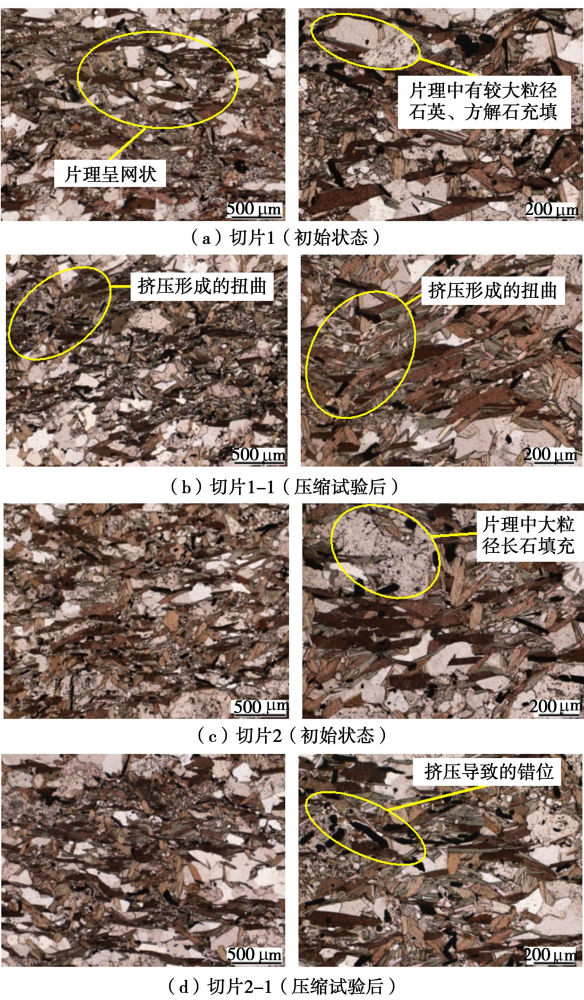 片理中有较大粒径
石英、方解石充填
片理呈网状
500 μm
200 μm
（a）切片1（初始状态）
挤压形成的扭曲
挤压形成的扭曲
500 μm
200 μm
（b）切片1-1（压缩试验后）
片理中大粒
径长石填充
500 μm
200 μm
（c）切片2（初始状态）
挤压导致的错位
500 μm
200 μm
（d）切片2-1（压缩试验后）